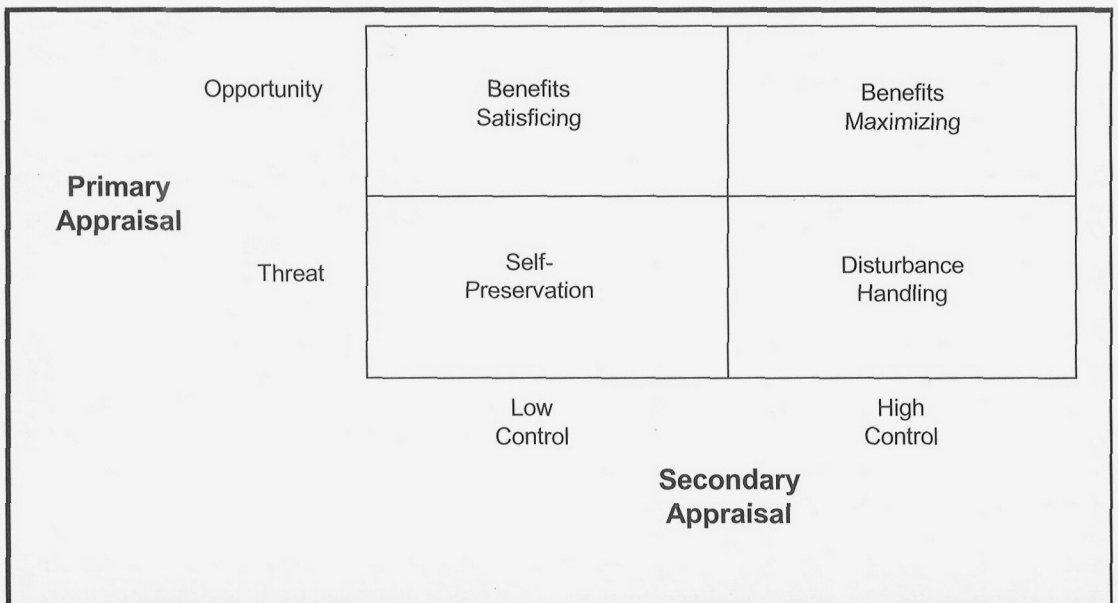 Opportunity
Benefits
Satisficing
Benefits
Maximizing
Primary
Appraisal
Threat
Self-
Preservation
Disturbance
Handling
Low
Control
High
Control
Secondary
Appraisal